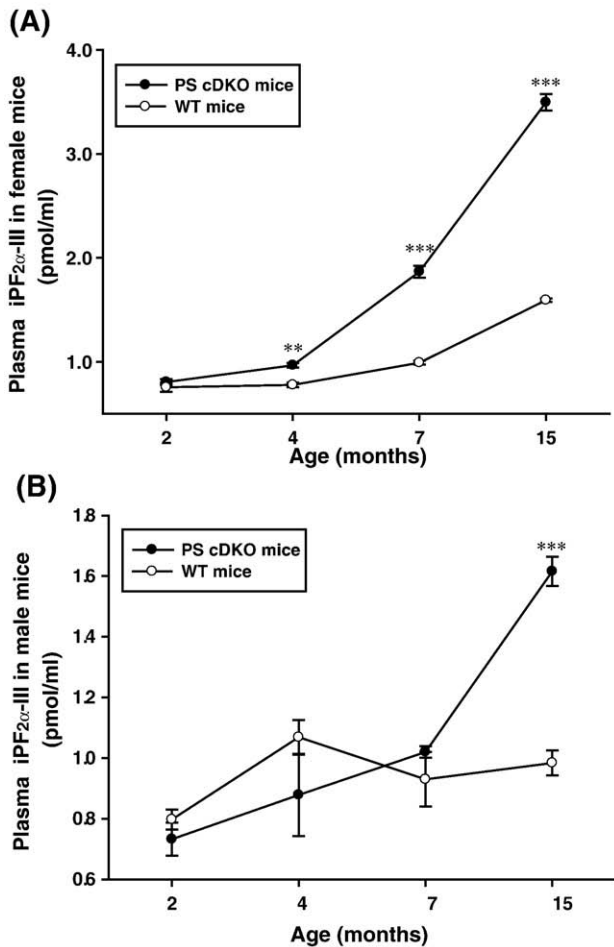 (A)
Plasma iPF2α-III in female mice
(pmol/ml)
4.0
3.0
2.0
1.0
PS cDKO mice
WT mice
**
***
***
2
4
7
15
Age (months)
(B)
Plasma iPF2α-III in male mice
(pmol/ml)
1.8
1.6
1.4
1.2
1.0
0.8
0.6
PS cDKO mice
WT mice
***
2
4
7
15
Age (months)